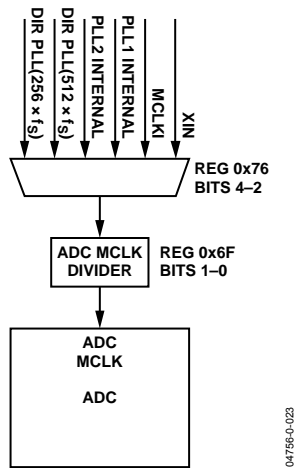 DIR PLL(256 × fS)
DIR PLL(512 × fS)
PLL2 INTERNAL
PLL1 INTERNAL
MCLKI
XIN
REG 0x76
BITS 4–2
ADC MCLK
DIVIDER
REG 0x6F
BITS 1–0
ADC
MCLK
ADC
04756-0-023